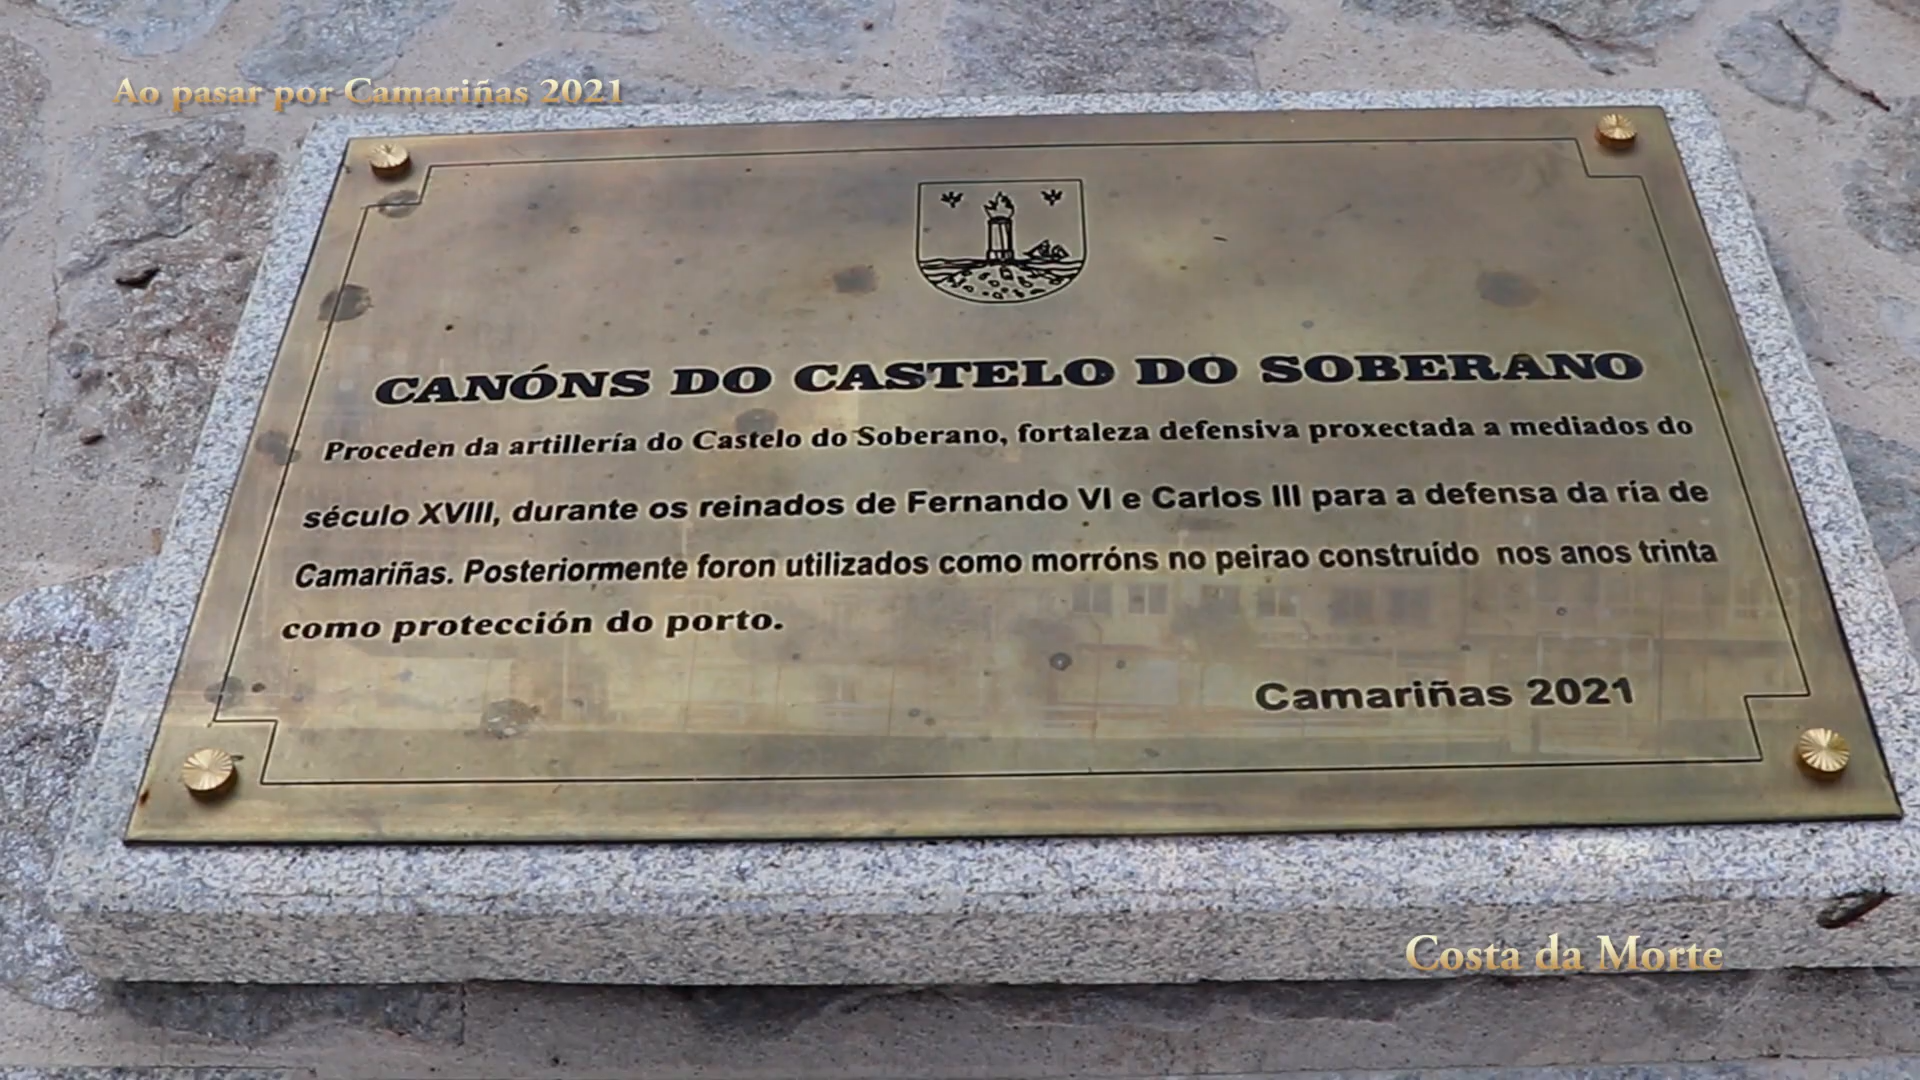 Ao pasar por Camariñas 2021
CANÓNS DO CASTELO DO SOBERANO
Proceden da artillería do Castelo do Soberano, fortaleza defensiva proxectada a mediados do
século XVIII, durante os reinados de Fernando VI e Carlos III para a defensa da ría de
Camariñas. Posteriormente foron utilizados como morróns no peirao construído nos anos trinta
como protección do porto.
Camariñas 2021
Costa da Morte